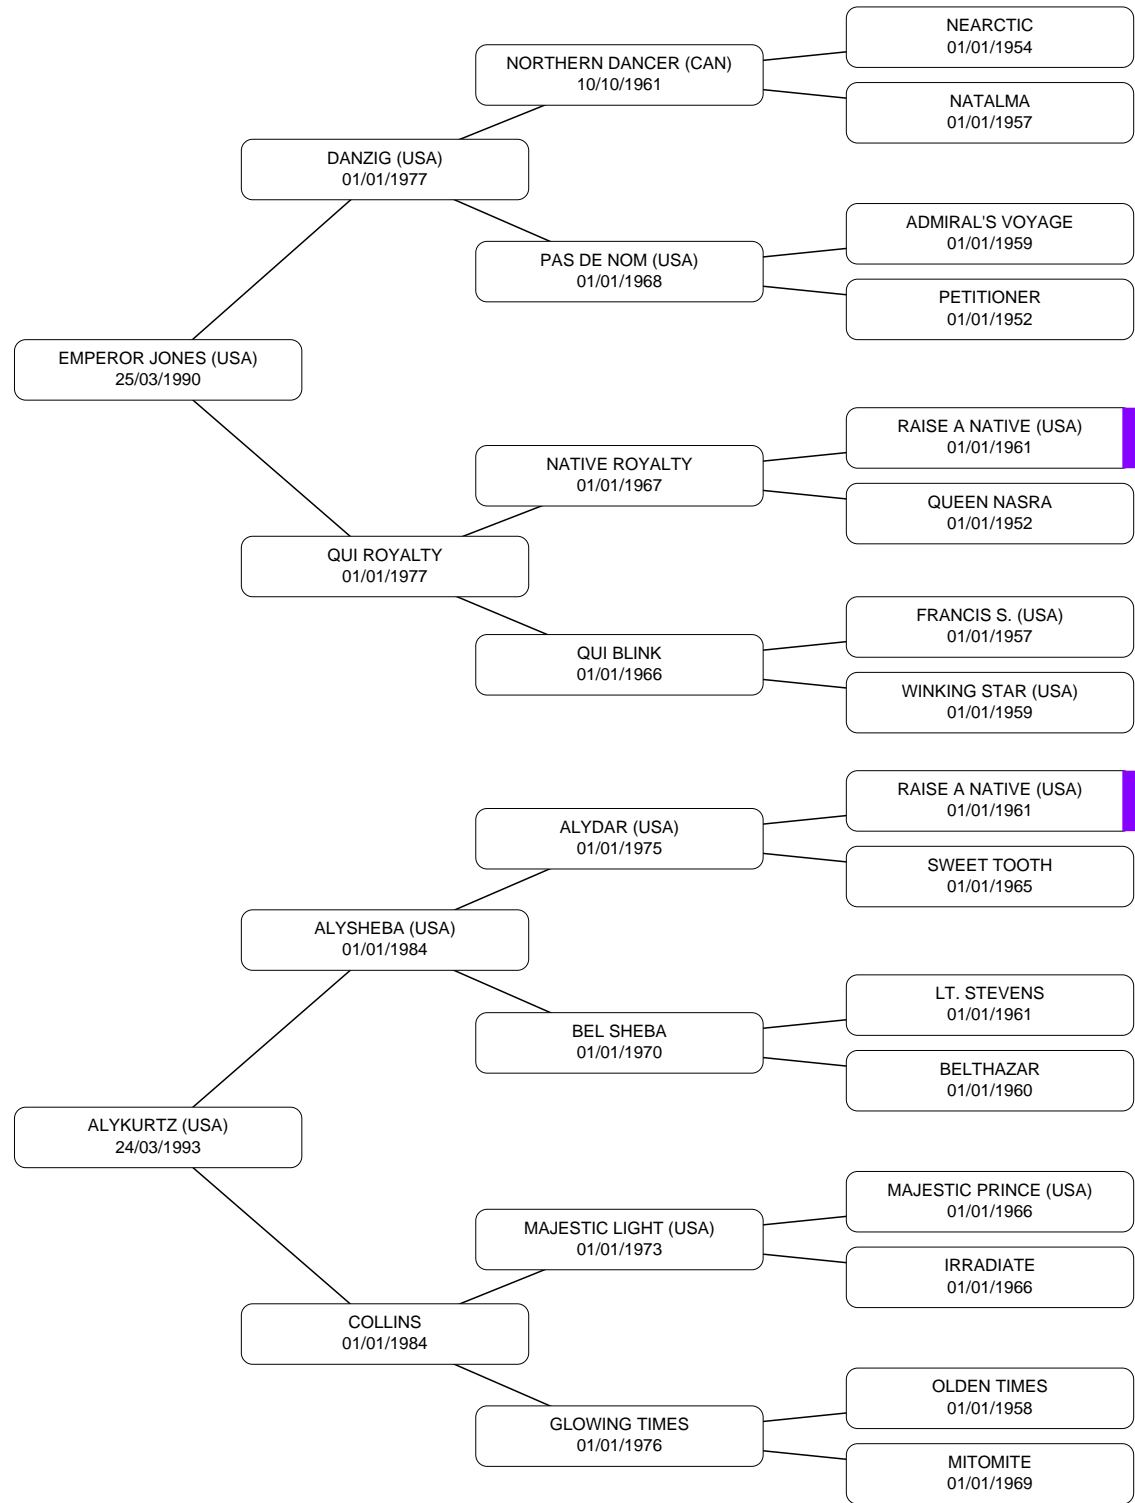 NEARCTIC
01/01/1954
NORTHERN DANCER (CAN)
10/10/1961
NATALMA
01/01/1957
DANZIG (USA)
01/01/1977
ADMIRAL'S VOYAGE
01/01/1959
PAS DE NOM (USA)
01/01/1968
PETITIONER
01/01/1952
EMPEROR JONES (USA)
25/03/1990
RAISE A NATIVE (USA)
01/01/1961
NATIVE ROYALTY
01/01/1967
QUEEN NASRA
01/01/1952
QUI ROYALTY
01/01/1977
FRANCIS S. (USA)
01/01/1957
QUI BLINK
01/01/1966
WINKING STAR (USA)
01/01/1959
RAISE A NATIVE (USA)
01/01/1961
ALYDAR (USA)
01/01/1975
SWEET TOOTH
01/01/1965
ALYSHEBA (USA)
01/01/1984
LT. STEVENS
01/01/1961
BEL SHEBA
01/01/1970
BELTHAZAR
01/01/1960
ALYKURTZ (USA)
24/03/1993
MAJESTIC PRINCE (USA)
01/01/1966
MAJESTIC LIGHT (USA)
01/01/1973
IRRADIATE
01/01/1966
COLLINS
01/01/1984
OLDEN TIMES
01/01/1958
GLOWING TIMES
01/01/1976
MITOMITE
01/01/1969